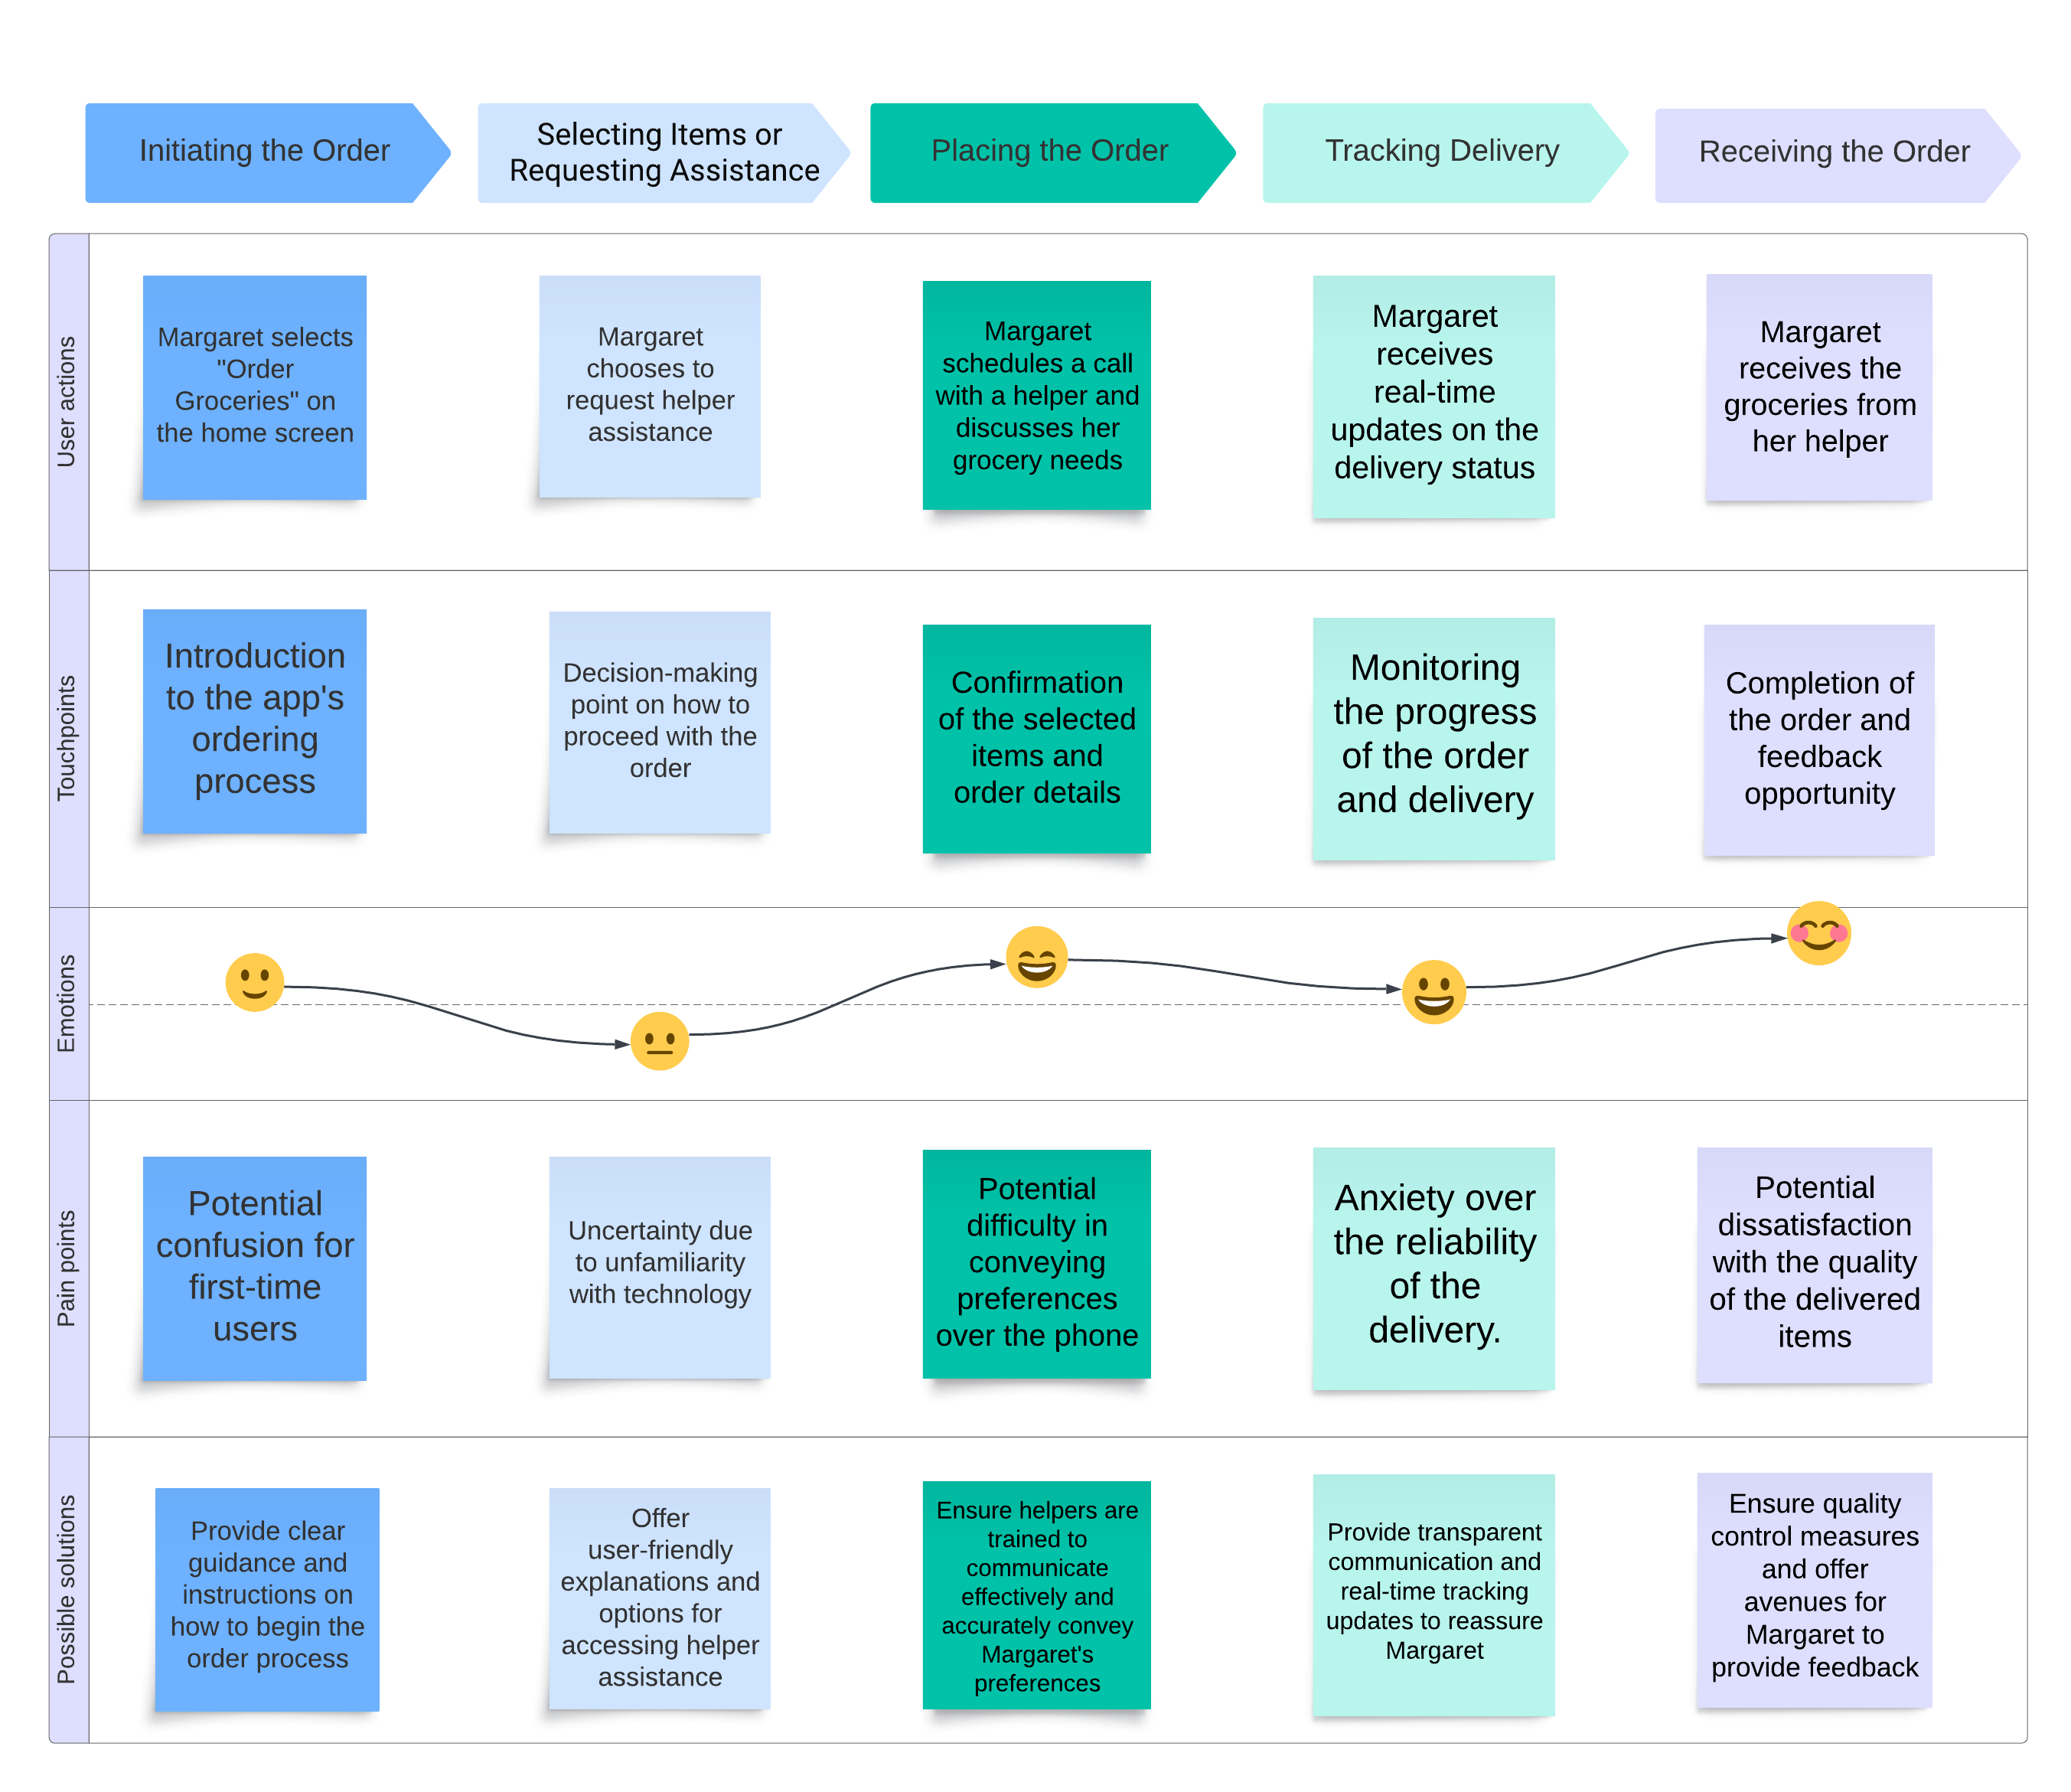 Initiating the Order
Selecting Items or
Requesting Assistance
Placing the Order
Tracking Delivery
Receiving the Order
User actions
Margaret selects
"Order
Groceries" on
the home screen
Margaret
chooses to
request helper
assistance
Margaret
schedules a call
with a helper and
discusses her
grocery needs
Margaret
receives
real-time
updates on the
delivery status
Margaret
receives the
groceries from
her helper
Touchpoints
Introduction
to the app's
ordering
process
Decision-making
point on how to
proceed with the
order
Confirmation
of the selected
items and
order details
Monitoring
the progress
of the order
and delivery
Completion of
the order and
feedback
opportunity
Emotions
Pain points
Potential
confusion for
first-time
users
Uncertainty due
to unfamiliarity
with technology
Potential
difficulty in
conveying
preferences
over the phone
Anxiety over
the reliability
of the
delivery.
Potential
dissatisfaction
with the quality
of the delivered
items
Possible solutions
Provide clear
guidance and
instructions on
how to begin the
order process
Offer
user-friendly
explanations and
options for
accessing helper
assistance
Ensure helpers are
trained to
communicate
effectively and
accurately convey
Margaret's
preferences
Provide transparent
communication and
real-time tracking
updates to reassure
Margaret
Ensure quality
control measures
and offer
avenues for
Margaret to
provide feedback